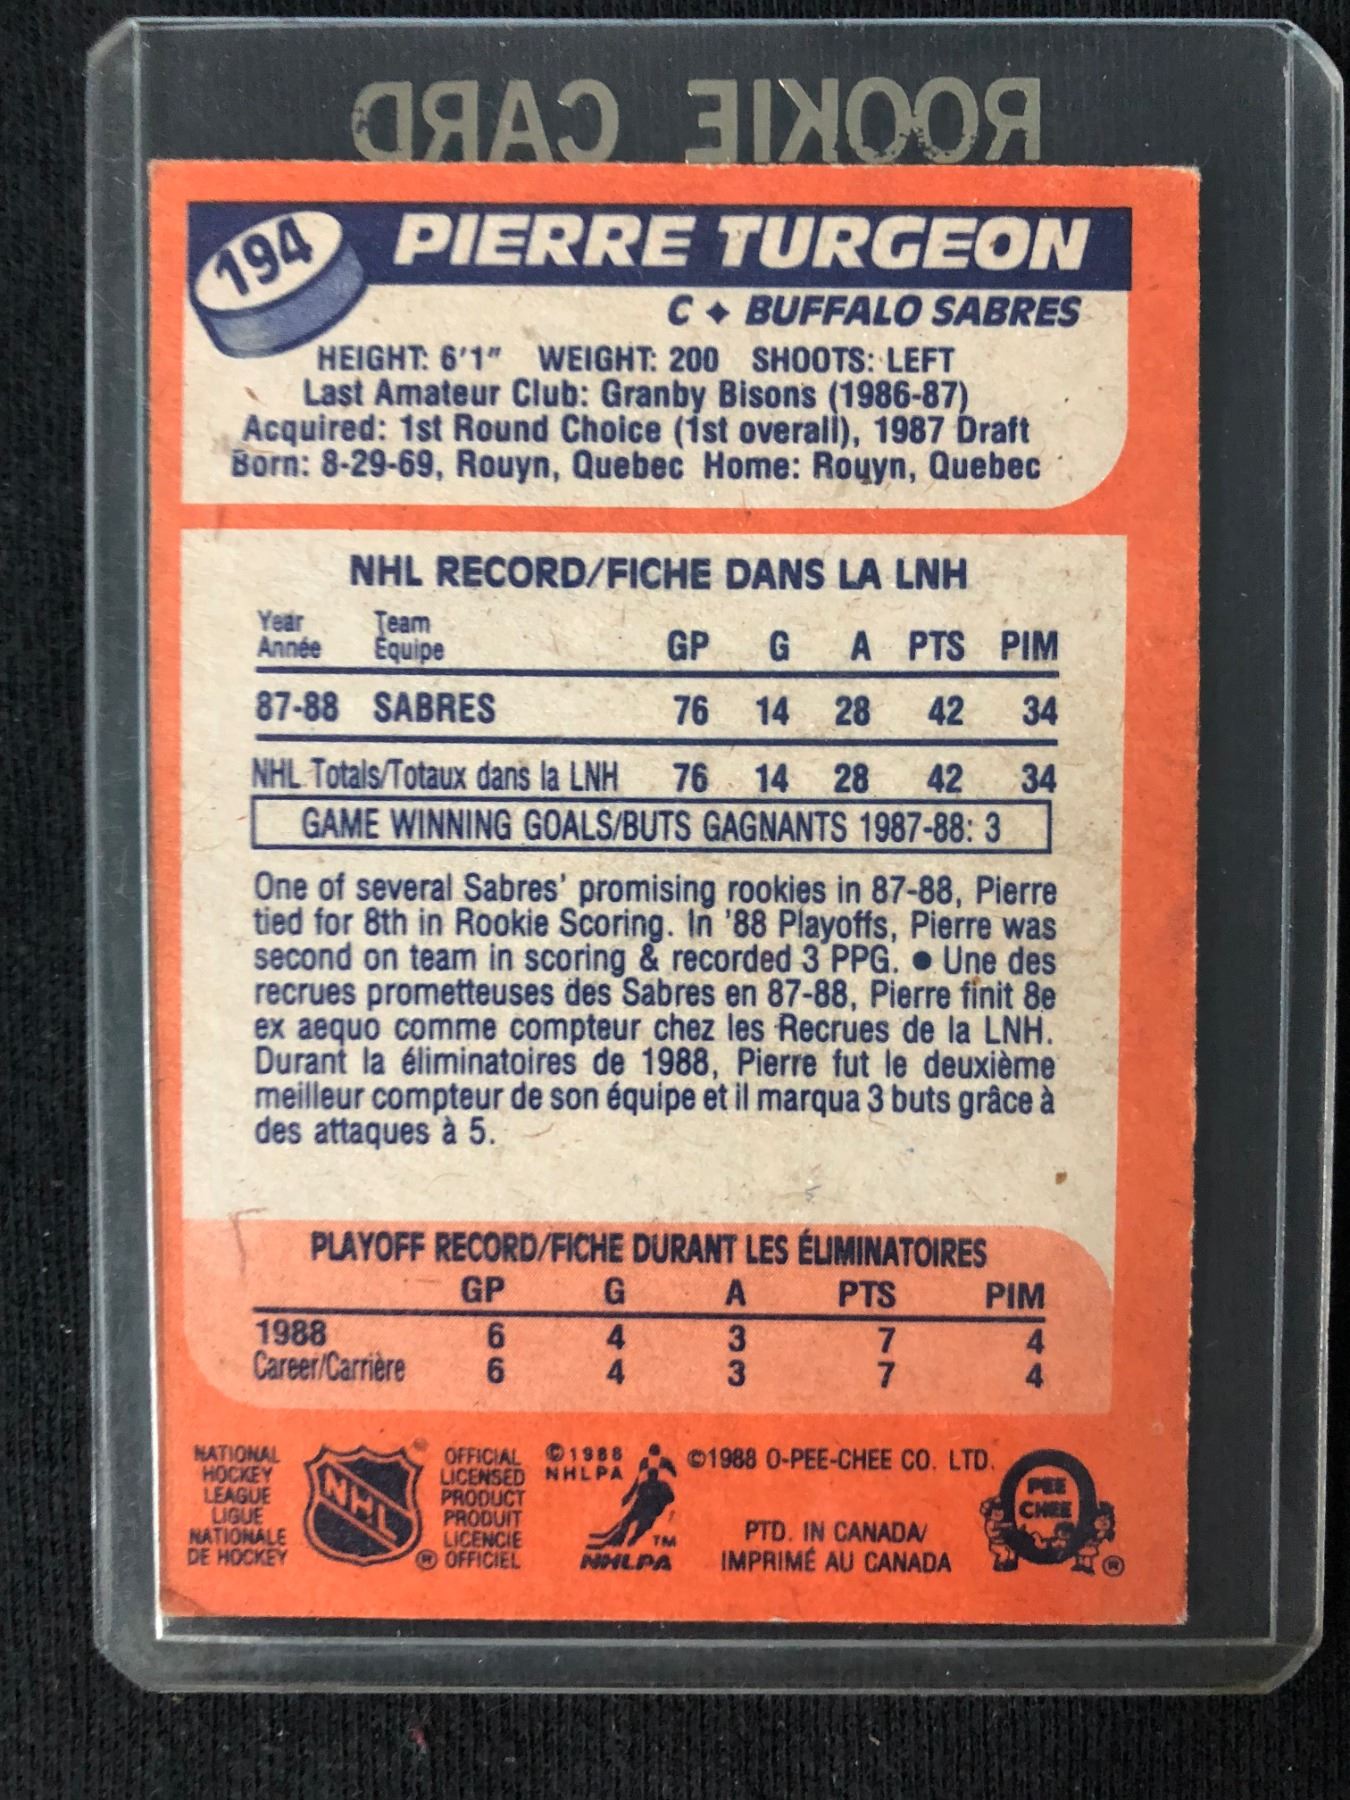 ROOKIE CARD
194
PIERRE TURGEON
C ♦ BUFFALO SABRES
HEIGHT: 6'1" WEIGHT: 200 SHOOTS: LEFT
Last Amateur Club: Granby Bisons (1986-87)
Acquired: 1st Round Choice (1st overall), 1987 Draft
Born: 8-29-69, Rouyn, Quebec Home: Rouyn, Quebec
NHL RECORD/FICHE DANS LA LNH
Year Team
Année Équipe GP G A PTS PIM
87-88 SABRES 76 14 28 42 34
NHL Totals/Totaux dans la LNH 76 14 28 42 34
GAME WINNING GOALS/BUTS GAGNANTS 1987-88: 3
One of several Sabres' promising rookies in 87-88, Pierre
tied for 8th in Rookie Scoring. In '88 Playoffs, Pierre was
second on team in scoring & recorded 3 PPG. ● Une des
recrues prometteuses des Sabres en 87-88, Pierre finit 8e
ex aequo comme compteur chez les Recrues de la LNH.
Durant la éliminatoires de 1988, Pierre fut le deuxième
meilleur compteur de son équipe et il marqua 3 buts grâce à
des attaques à 5.
PLAYOFF RECORD/FICHE DURANT LES ÉLIMINATOIRES
GP G A PTS PIM
1988 6 4 3 7 4
Career/Carrière 6 4 3 7 4
NATIONAL
HOCKEY
LEAGUE
LIGUE
NATIONALE
DE HOCKEY
NHL
®
OFFICIAL
LICENSED
PRODUCT
PRODUIT
LICENCIE
OFFICIEL
©1988
NHLPA
TM
NHLPA
©1988 O-PEE-CHEE CO. LTD.
PTD. IN CANADA/
IMPRIMÉ AU CANADA
PEE
CHEE
®